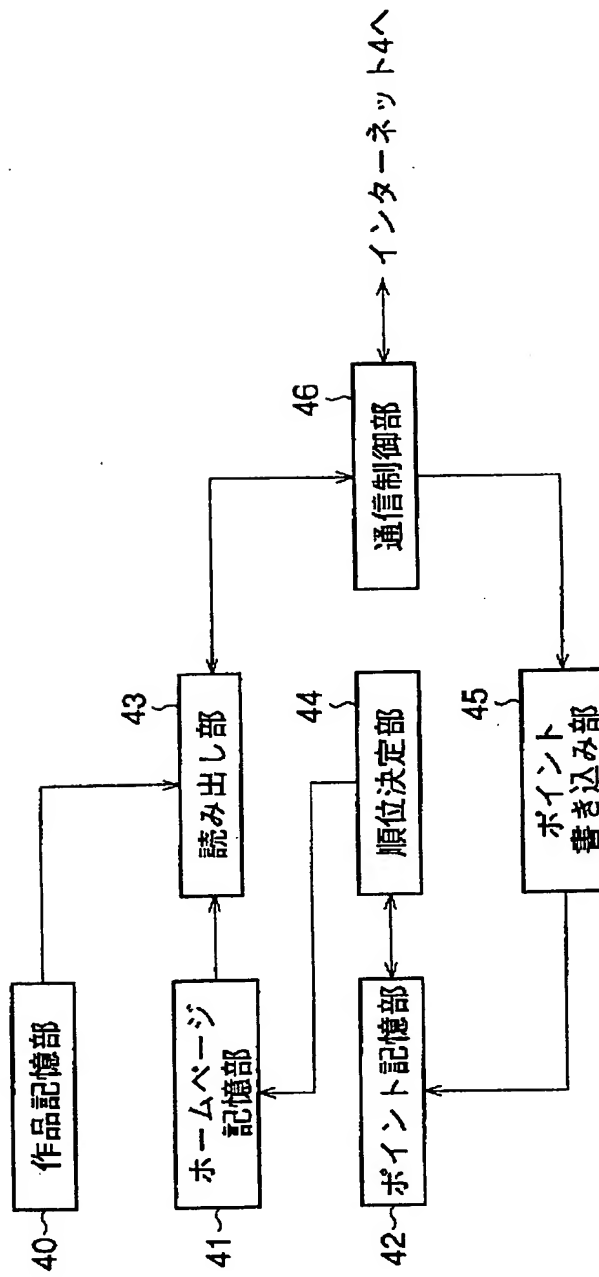 40
作品記憶部
41
ホームページ
記憶部
42
ポイント記憶部
43
読み出し部
44
順位決定部
45
ポイント
書き込み部
46
通信制御部
インターネット4へ